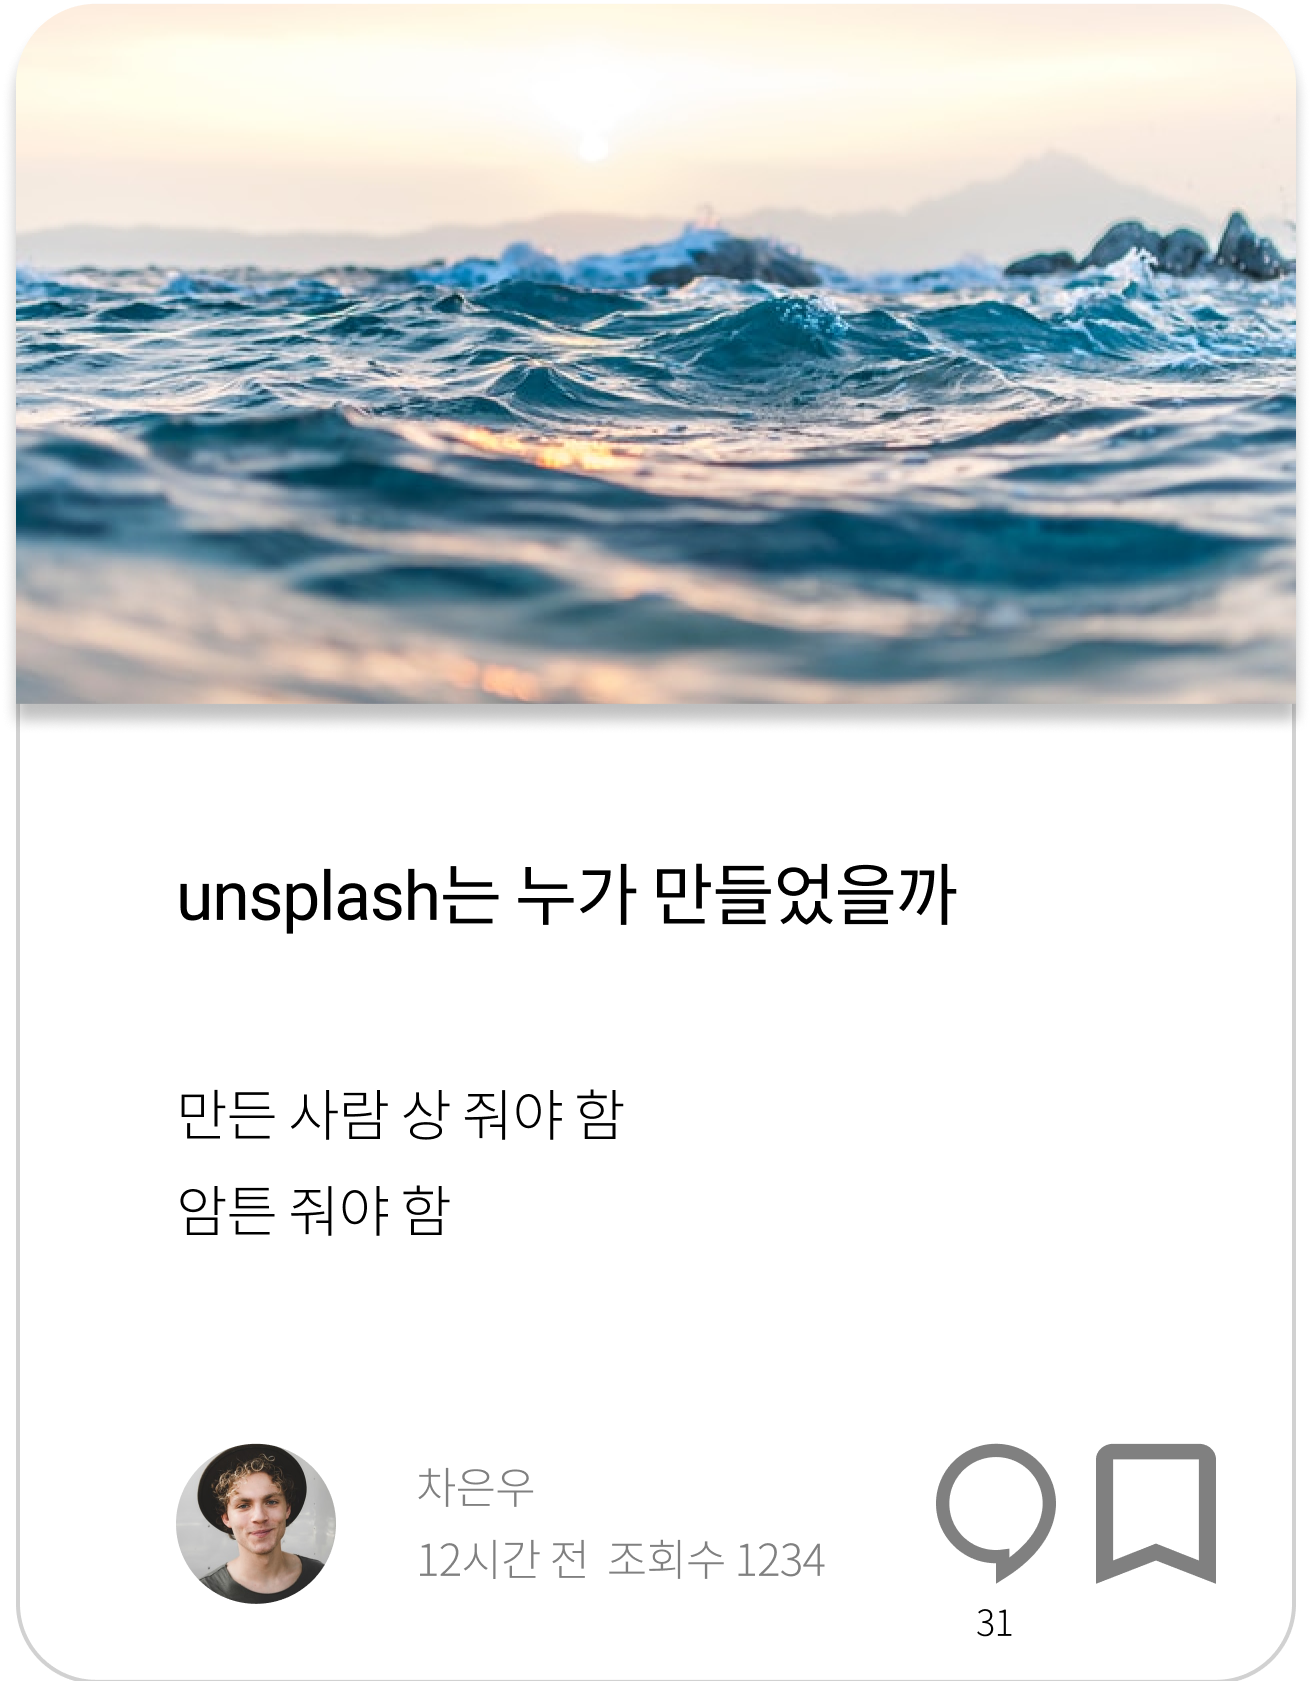 unsplash는 누가 만들었을까
만든 사람 상 줘야 함
암튼 줘야 함
차은우
12시간 전 조회수 1234
31